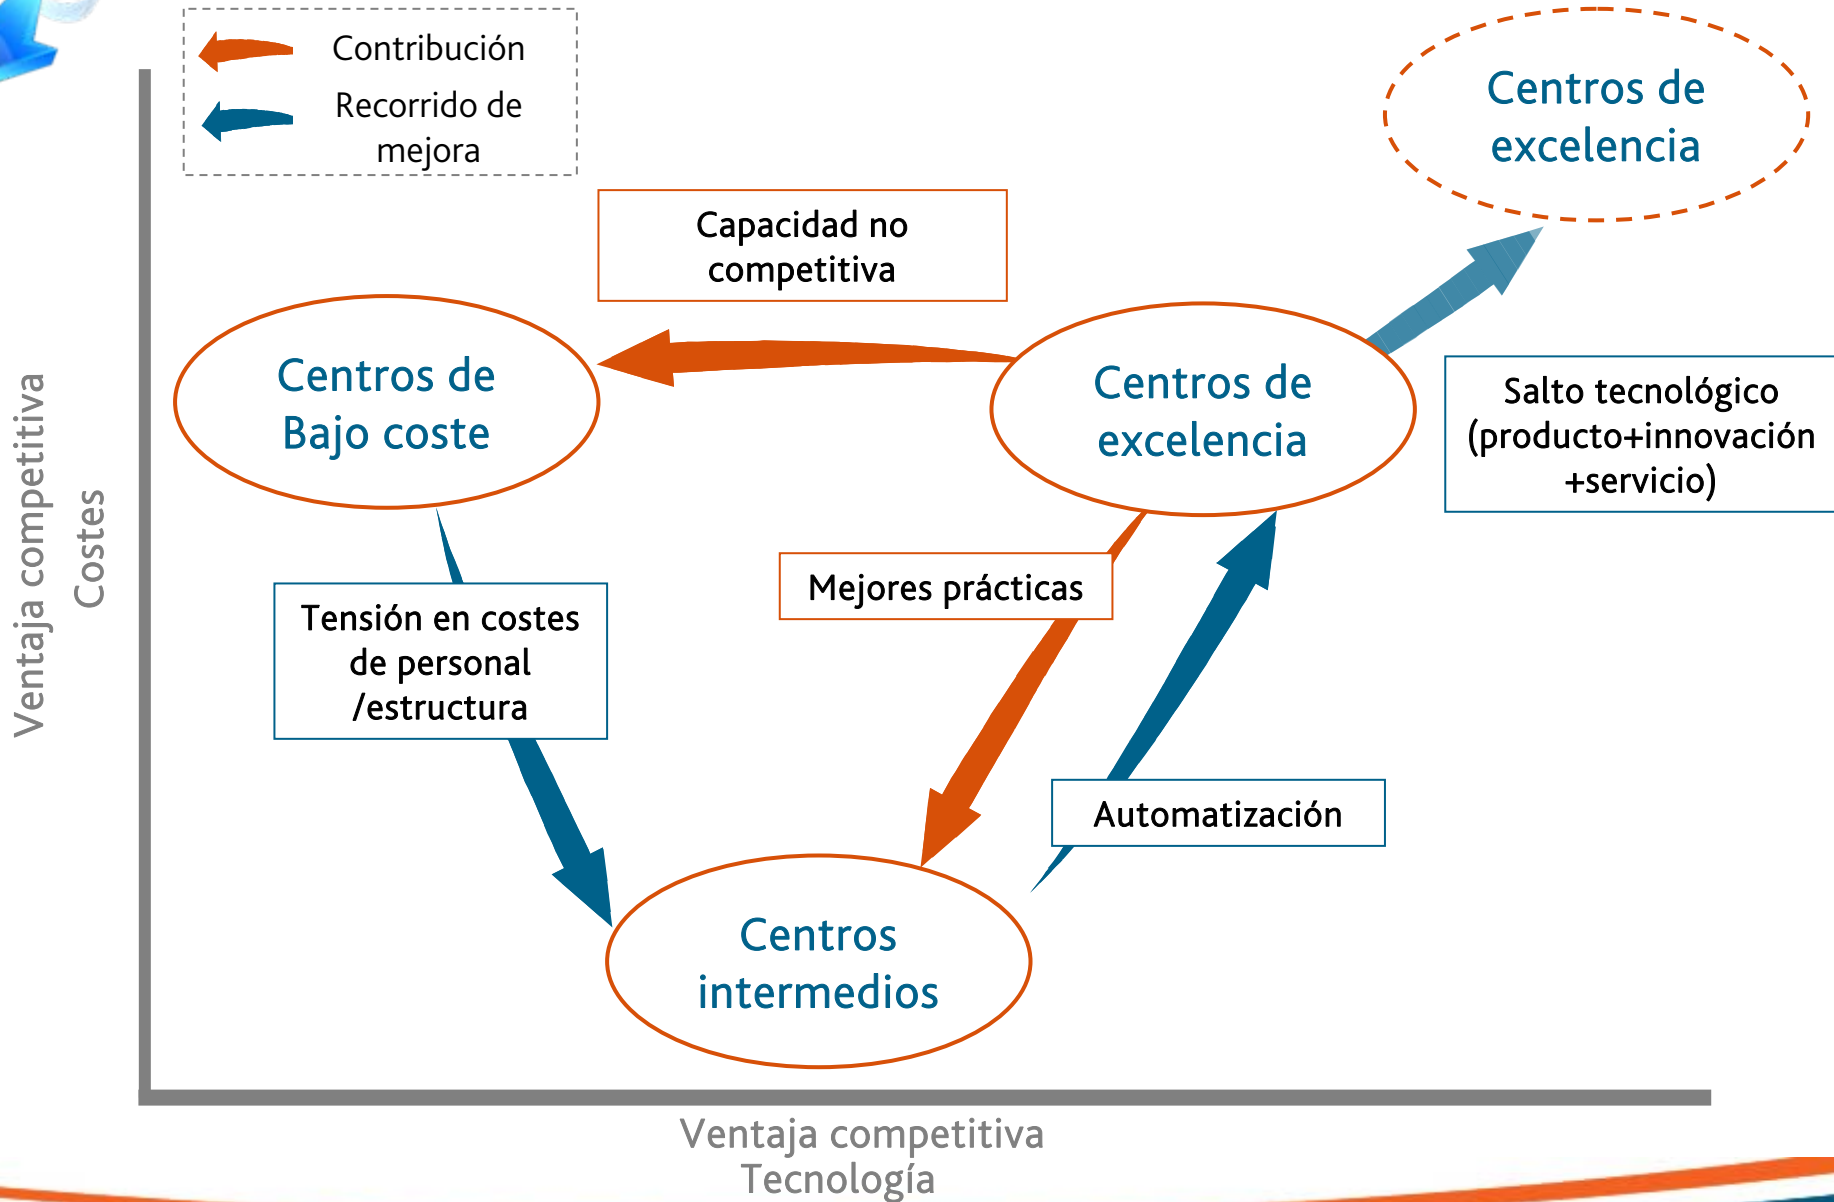 Contribución
Recorrido de
mejora
Centros de
excelencia
Capacidad no
competitiva
Centros de
Bajo coste
Centros de
excelencia
Salto tecnológico
(producto+innovación
+servicio)
Ventaja competitiva
Costes
Tensión en costes
de personal
/estructura
Mejores prácticas
Automatización
Centros
intermedios
Ventaja competitiva
Tecnología